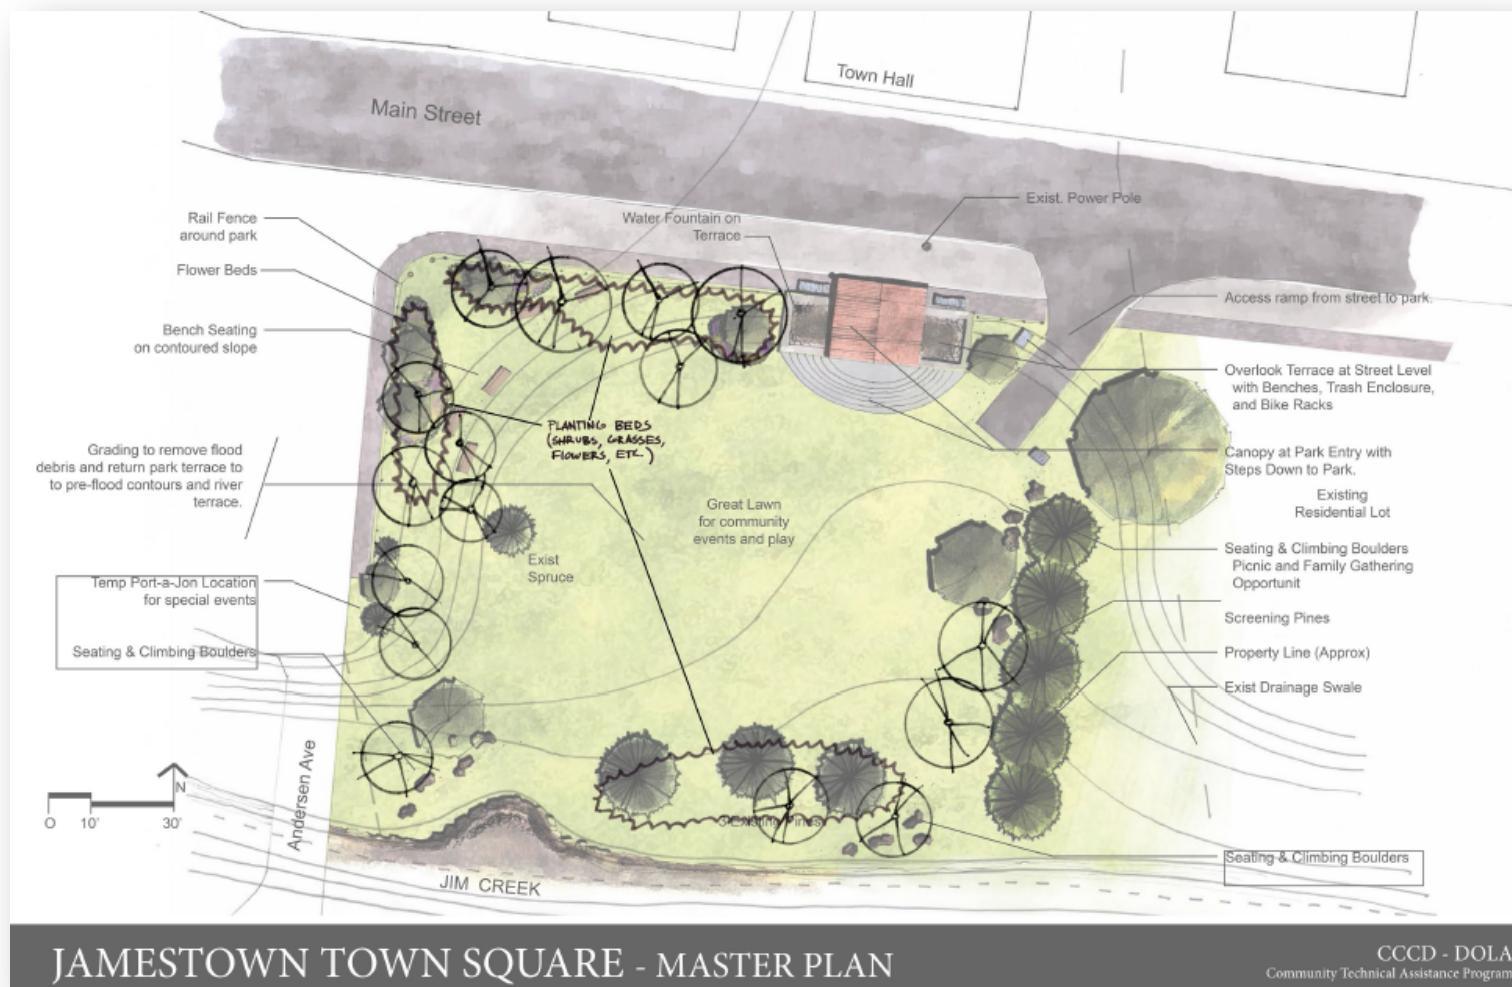 Town Hall
Main Street
Exist. Power Pole
Rail Fence
around park
Water Fountain on
Terrace
Flower Beds
Access ramp from street to park.
Bench Seating
on contoured slope
Overlook Terrace at Street Level
with Benches, Trash Enclosure,
and Bike Racks
PLANTING BEDS
(SHRUBS, GRASSES,
FLOWERS, ETC.)
Grading to remove flood
debris and return park terrace to
to pre-flood contours and river
terrace.
Canopy at Park Entry with
Steps Down to Park.
Existing
Residential Lot
Great Lawn
for community
events and play
Exist
Spruce
Seating & Climbing Boulders
Picnic and Family Gathering
Opportunit
Temp Port-a-Jon Location
for special events
Screening Pines
Seating & Climbing Boulders
Property Line (Approx)
Exist Drainage Swale
N
O 10' 30'
Andersen Ave
3 Existing Pines
Seating & Climbing Boulders
JIM CREEK
JAMESTOWN TOWN SQUARE - MASTER PLAN
CCCD - DOLA
Community Technical Assistance Program